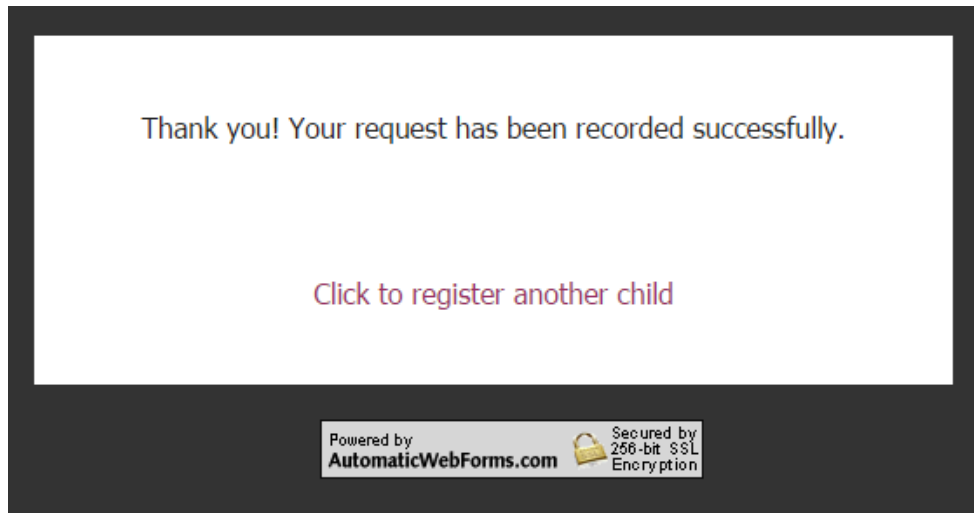 Thank you! Your request has been recorded successfully.
Click to register another child
Powered by
AutomaticWebForms.com
Secured by
256-bit SSL
Encryption